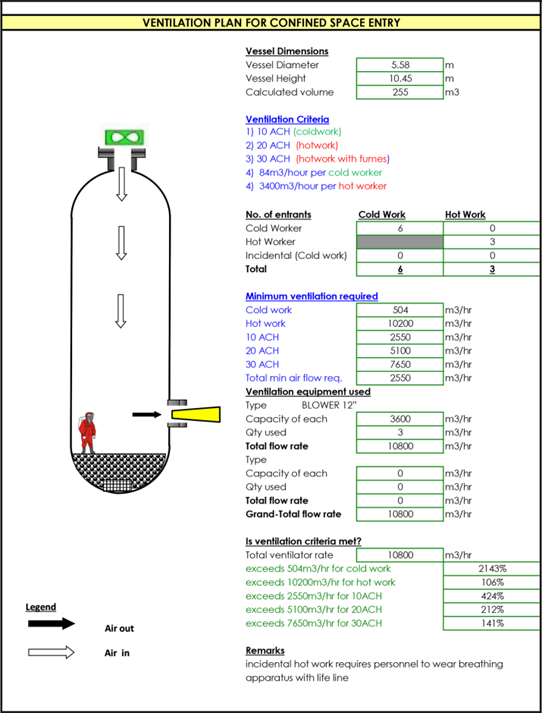 VENTILATION PLAN FOR CONFINED SPACE ENTRY
Vessel Dimensions
Vessel Diameter 5.58 m
Vessel Height 10.45 m
Calculated volume 255 m3
Ventilation Criteria
1) 10 ACH (coldwork)
2) 20 ACH (hotwork)
3) 30 ACH (hotwork with fumes)
4) 84m3/hour per cold worker
4) 3400m3/hour per hot worker
No. of entrants Cold Work Hot Work
Cold Worker 6 0
Hot Worker 3
Incidental (Cold work) 0 0
Total 6 3
Minimum ventilation required
Cold work 504 m3/hr
Hot work 10200 m3/hr
10 ACH 2550 m3/hr
20 ACH 5100 m3/hr
30 ACH 7650 m3/hr
Total min air flow req. 2550 m3/hr
Ventilation equipment used
Type BLOWER 12"
Capacity of each 3600 m3/hr
Qty used 3 m3/hr
Total flow rate 10800 m3/hr
Type
Capacity of each 0 m3/hr
Qty used 0 m3/hr
Total flow rate 0 m3/hr
Grand-Total flow rate 10800 m3/hr
Is ventilation criteria met?
Total ventilator rate 10800 m3/hr
exceeds 504m3/hr for cold work 2143%
exceeds 10200m3/hr for hot work 106%
exceeds 2550m3/hr for 10ACH 424%
exceeds 5100m3/hr for 20ACH 212%
exceeds 7650m3/hr for 30ACH 141%
Legend
Air out
Air in
Remarks
incidental hot work requires personnel to wear breathing
apparatus with life line